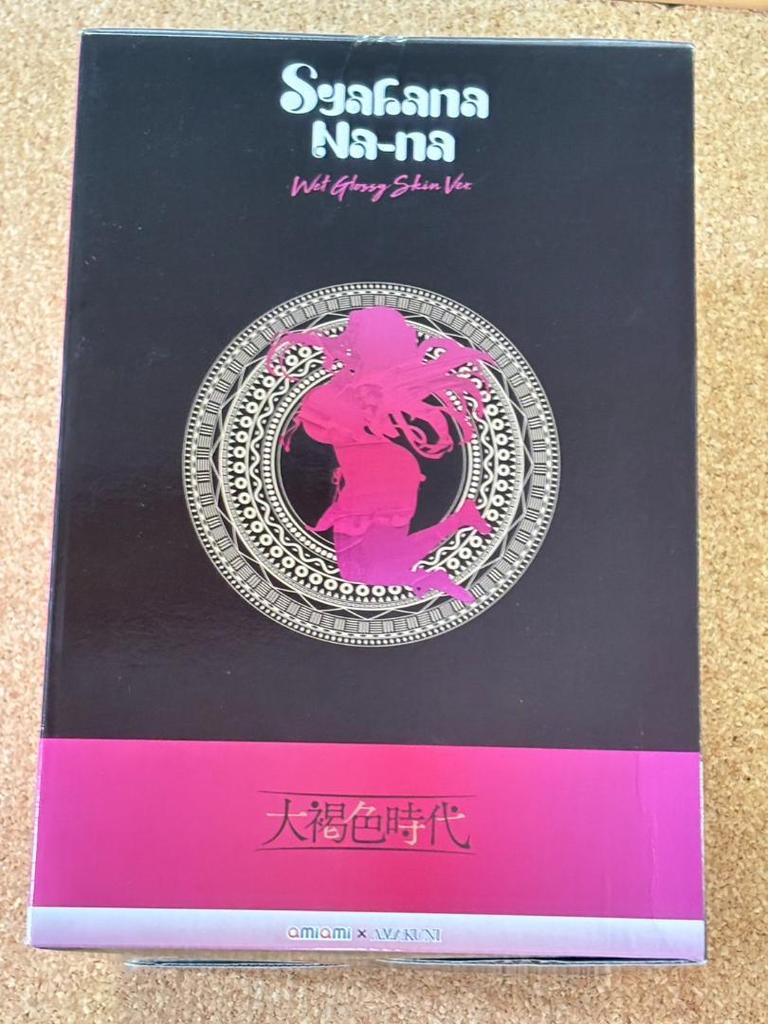 Syahana
Na-na
Wet Glossy Skin Ver.
大褐色時代
amiami × AMAKUNI